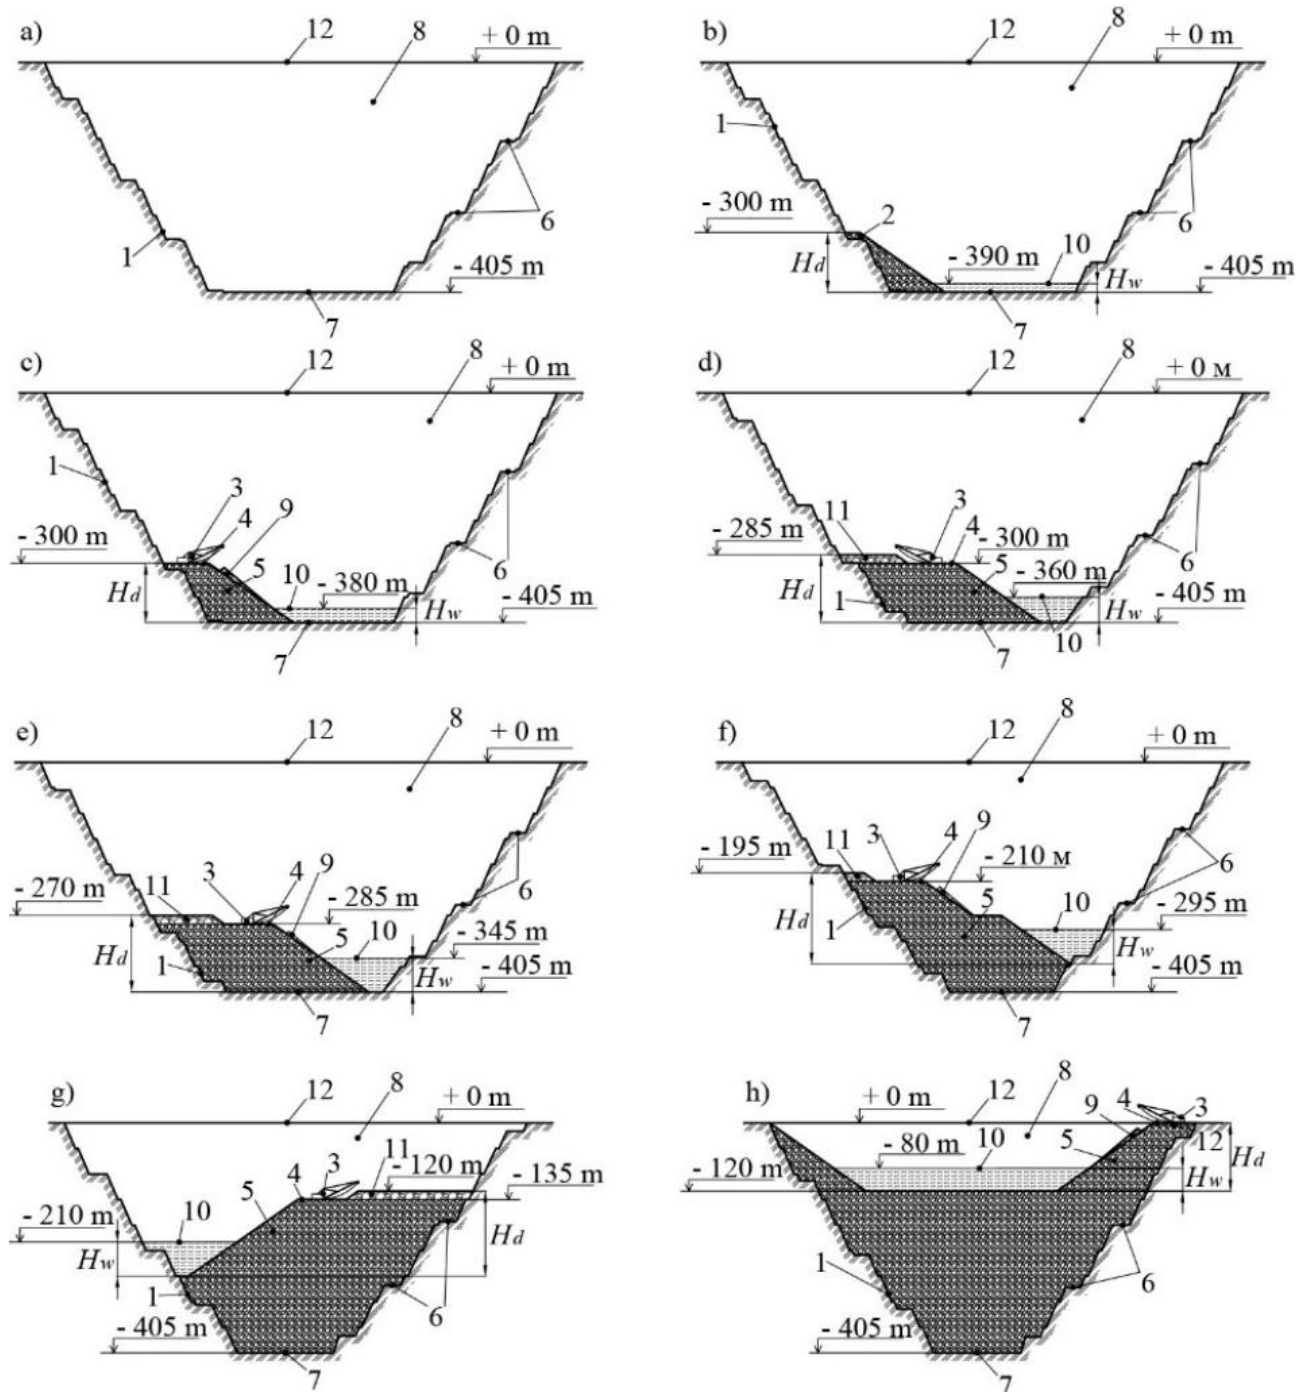 a)
12
8
+ 0 m
1
6
- 405 m
7
b)
12
8
+ 0 m
1
- 300 m
2
6
10
Hd
- 390 m
- 405 m
Hw
7
c)
12
8
+ 0 m
1
3
9
- 300 m
4
5
10
- 380 m
6
Hd
- 405 m
Hw
7
d)
12
8
+ 0 м
11
3
- 285 m
4
- 300 m
6
5
- 360 m
Hd
- 405 m
1
Hw
7
10
e)
12
8
+ 0 m
3
4
9
- 270 m
11
- 285 m
6
5
10
- 345 m
Hd
1
Hw
- 405 m
7
f)
12
8
+ 0 m
11
3
4
9
- 195 m
- 210 м
6
10
5
- 295 m
Hd
1
Hw
- 405 m
7
g)
12
8
+ 0 m
11
3
- 120 m
4
- 135 m
5
- 210 m
10
Hw
Hd
1
6
- 405 m
7
h)
12
8
+ 0 m
9
4
3
10
- 80 m
5
12
Hd
- 120 m
Hw
1
6
- 405 m
7